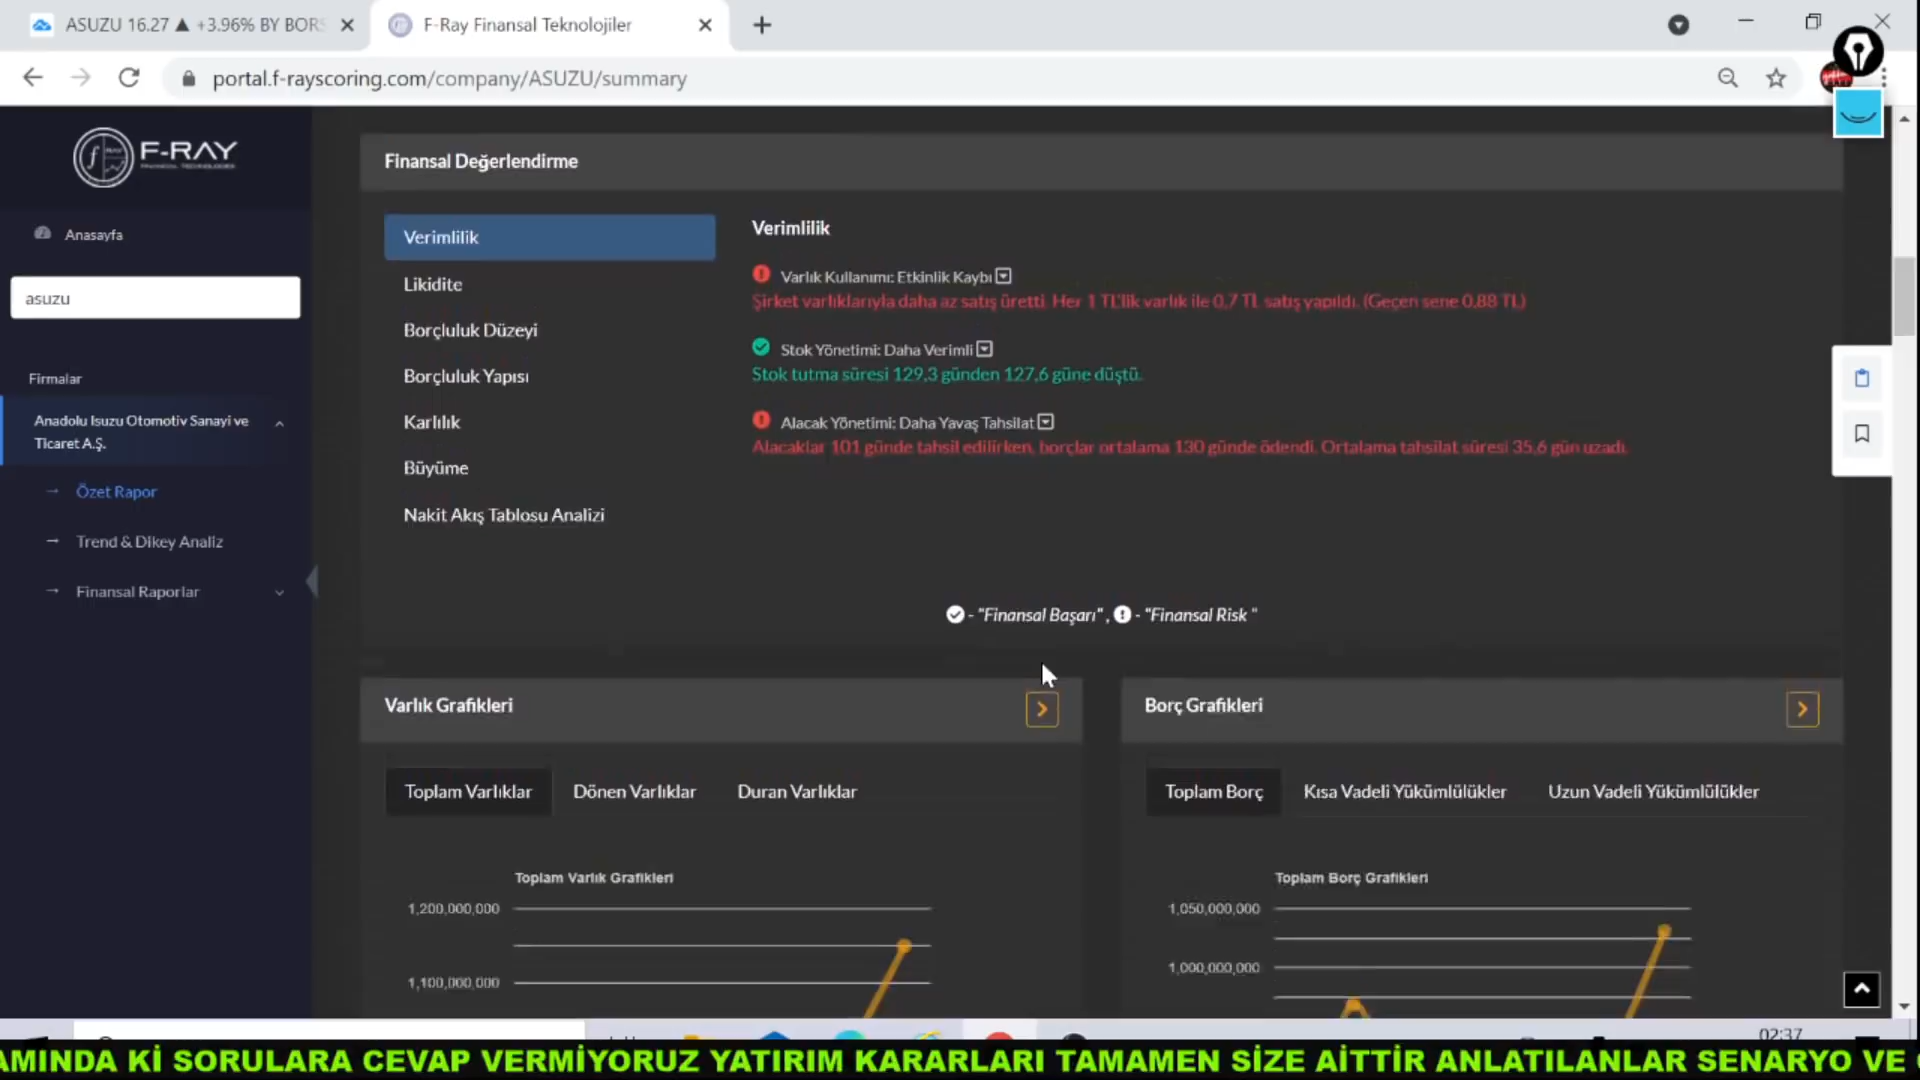 ASUZU 16.27 ▲ +3.96% BY BORS
F-Ray Finansal Teknolojiler
portal.f-rayscoring.com/company/ASUZU/summary
F-RAY
Anasayfa
asuzu
Firmalar
Anadolu Isuzu Otomotiv Sanayi ve
Ticaret A.Ş.
→ Özet Rapor
→ Trend & Dikey Analiz
→ Finansal Raporlar
Finansal Değerlendirme
Verimlilik
Likidite
Borçluluk Düzeyi
Borçluluk Yapısı
Karlılık
Büyüme
Nakit Akış Tablosu Analizi
Verimlilik
Varlık Kullanımı: Etkinlik Kaybı
Şirket varlıklarıyla daha az satış üretti. Her 1 TL'lik varlık ile 0,7 TL satış yapıldı. (Geçen sene 0,88 TL)
Stok Yönetimi: Daha Verimli
Stok tutma süresi 129,3 günden 127,6 güne düştü.
Alacak Yönetimi: Daha Yavaş Tahsilat
Alacaklar 101 günde tahsil edilirken, borçlar ortalama 130 günde ödendi. Ortalama tahsilat süresi 35,6 gün uzadı.
- "Finansal Başarı" , - "Finansal Risk "
Varlık Grafikleri
Toplam Varlıklar Dönen Varlıklar Duran Varlıklar
Toplam Varlık Grafikleri
1,200,000,000
1,100,000,000
Borç Grafikleri
Toplam Borç Kısa Vadeli Yükümlülükler Uzun Vadeli Yükümlülükler
Toplam Borç Grafikleri
1,050,000,000
1,000,000,000
02:37
AMINDA Kİ SORULARA CEVAP VERMİYORUZ YATIRIM KARARLARI TAMAMEN SİZE AİTTİR ANLATILANLAR SENARYO VE